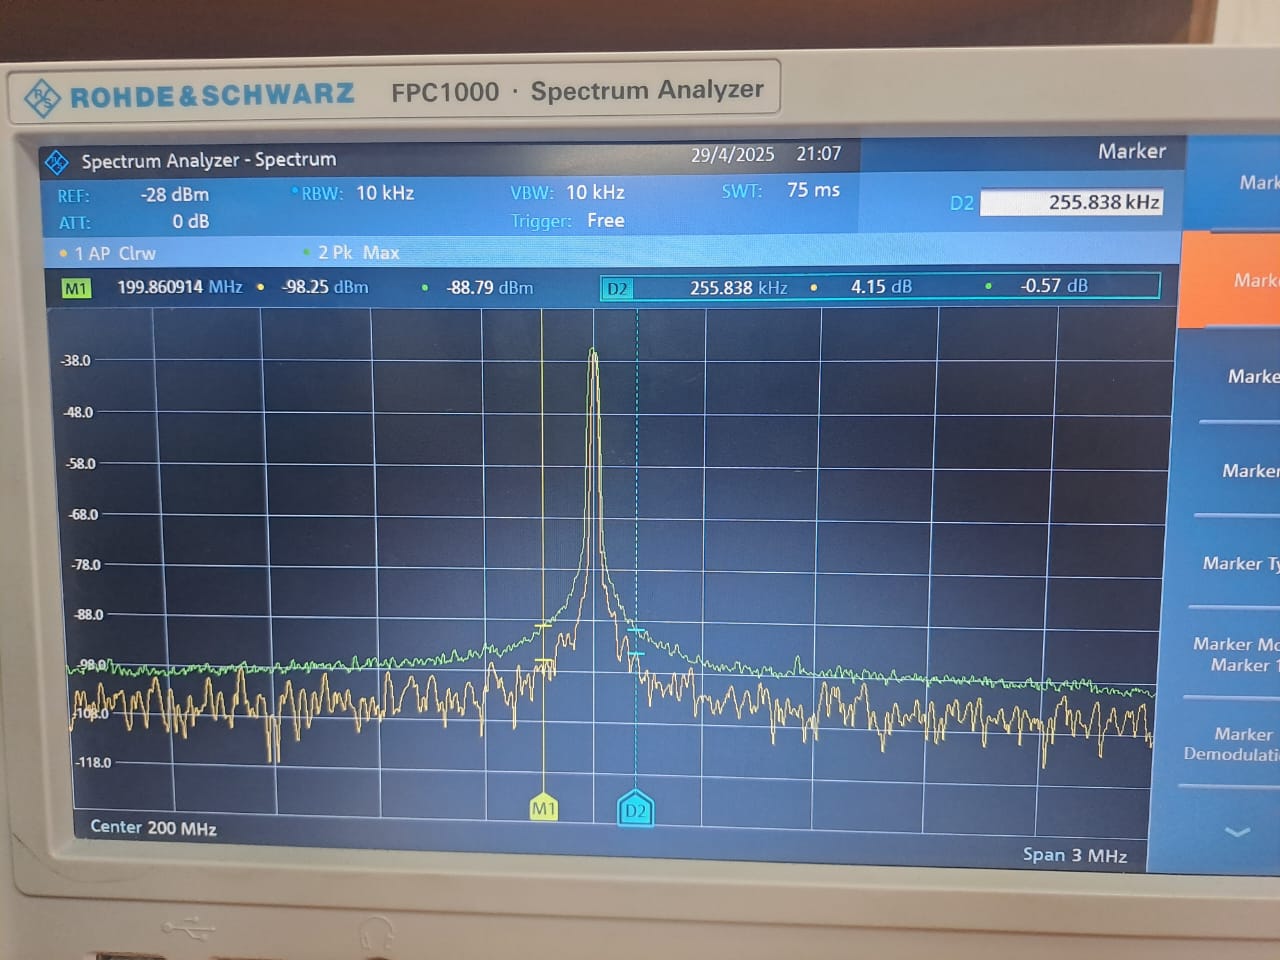 ROHDE&SCHWARZ FPC1000 · Spectrum Analyzer
Spectrum Analyzer - Spectrum 29/4/2025 21:07 Marker
REF: -28 dBm RBW: 10 kHz VBW: 10 kHz SWT: 75 ms
ATT: 0 dB Trigger: Free
D2 255.838 kHz
1 AP Clrw 2 Pk Max
M1 199.860914 MHz -98.25 dBm -88.79 dBm D2 255.838 kHz 4.15 dB -0.57 dB
-38.0
-48.0
-58.0
-68.0
-78.0
-88.0
-98.0
-108.0
-118.0
M1 D2
Center 200 MHz
Span 3 MHz
Mark
Marke
Marke
Marker
Marker Ty
Marker Mo
Marker 1
Marker
Demodulati